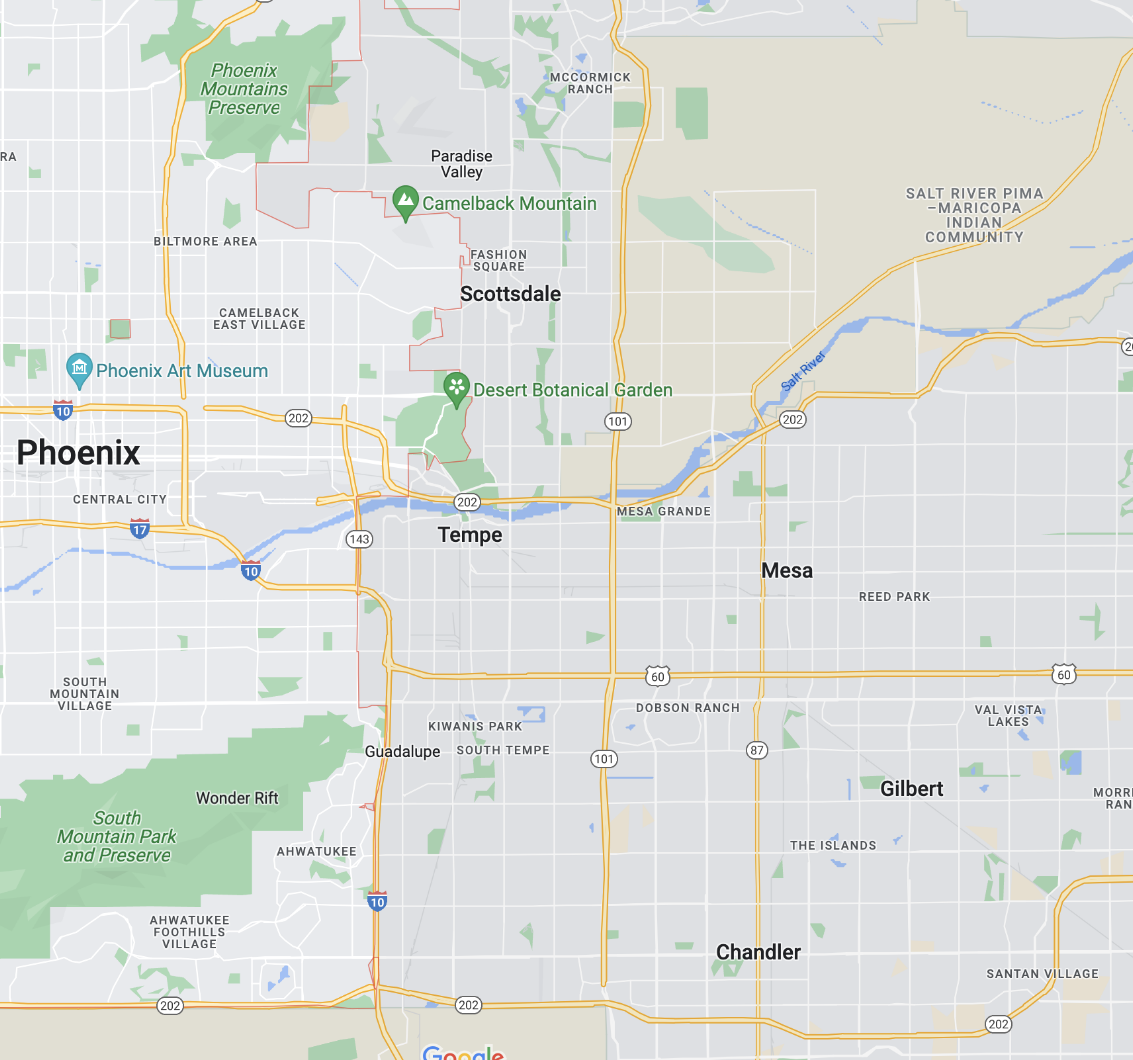 Phoenix
Mountains
Preserve
MCCORMICK
RANCH
RA
Paradise
Valley
Camelback Mountain
SALT RIVER PIMA
–MARICOPA
INDIAN
COMMUNITY
BILTMORE AREA
FASHION
SQUARE
Scottsdale
CAMELBACK
EAST VILLAGE
Phoenix Art Museum
Salt River
20
Desert Botanical Garden
10
202
101
202
Phoenix
CENTRAL CITY
202
MESA GRANDE
17
143
Tempe
10
Mesa
REED PARK
60
60
SOUTH
MOUNTAIN
VILLAGE
DOBSON RANCH
VAL VISTA
LAKES
KIWANIS PARK
Guadalupe
SOUTH TEMPE
101
87
Wonder Rift
Gilbert
MORRI
RAN
South
Mountain Park
and Preserve
AHWATUKEE
THE ISLANDS
10
AHWATUKEE
FOOTHILLS
VILLAGE
Chandler
SANTAN VILLAGE
202
202
202
Google